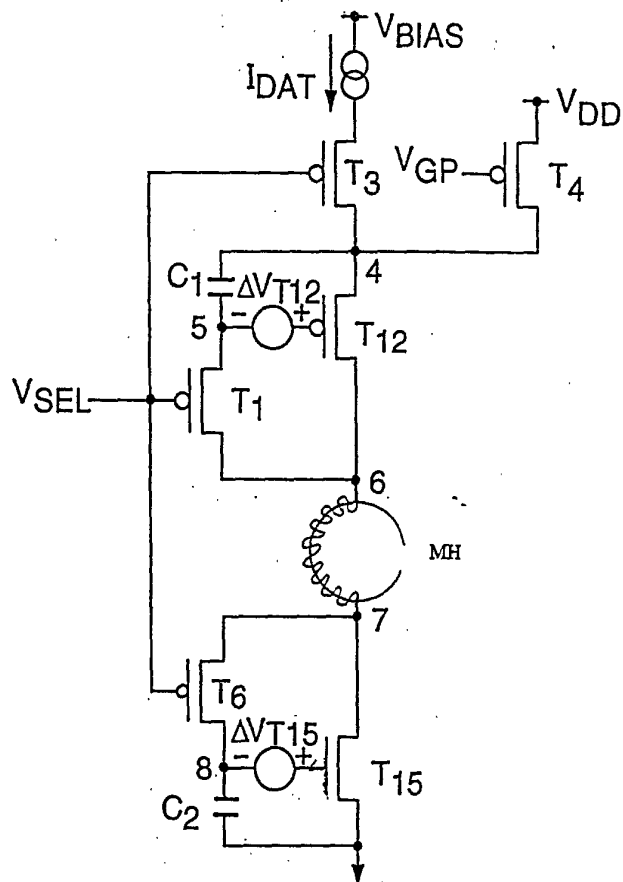 VBIAS
IDAT
VDD
T3
VGP
T4
4
C1
ΔVT12
5
- +
T12
VSEL
T1
6
MH
7
T6
ΔVT15
8
- +
T15
C2